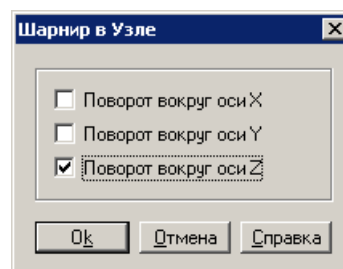 Шарнир в Узле
Поворот вокруг оси X
Поворот вокруг оси Y
Поворот вокруг оси Z
Ok Отмена Справка